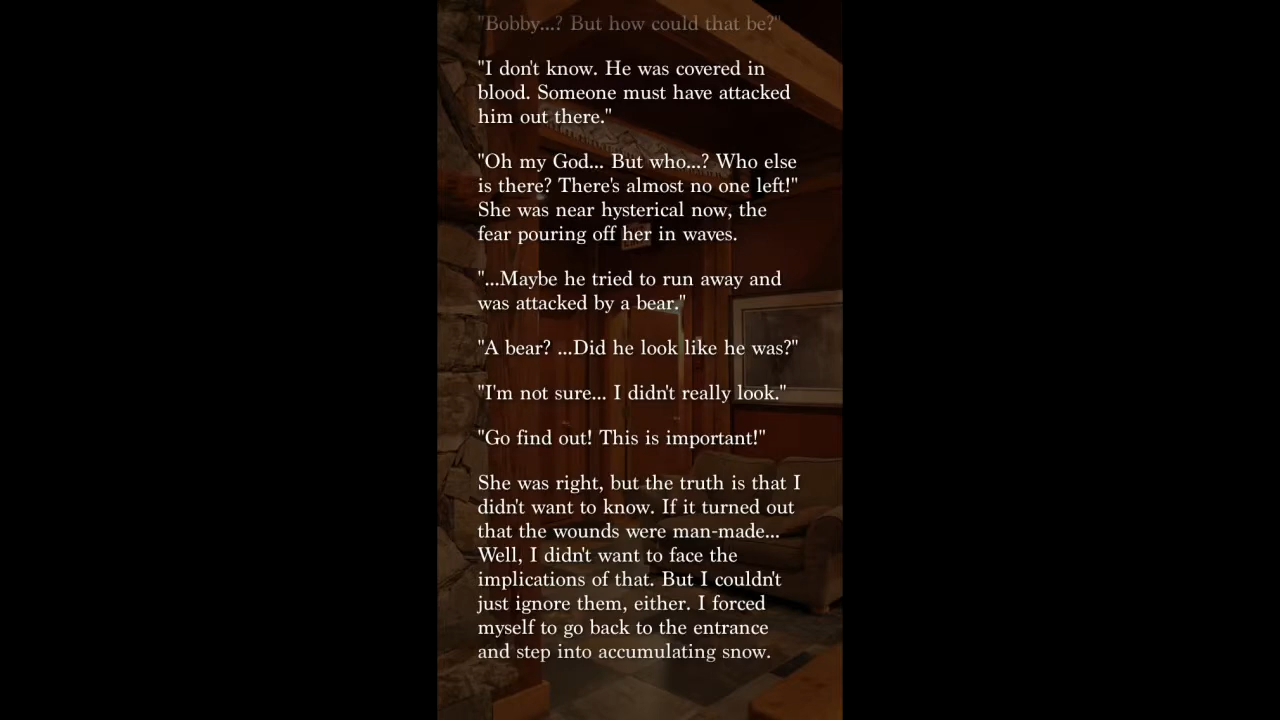 "Bobby...? But how could that be?"
"I don't know. He was covered in
blood. Someone must have attacked
him out there."
"Oh my God... But who...? Who else
is there? There's almost no one left!"
She was near hysterical now, the
fear pouring off her in waves.
"...Maybe he tried to run away and
was attacked by a bear."
"A bear? ...Did he look like he was?"
"I'm not sure... I didn't really look."
"Go find out! This is important!"
She was right, but the truth is that I
didn't want to know. If it turned out
that the wounds were man-made...
Well, I didn't want to face the
implications of that. But I couldn't
just ignore them, either. I forced
myself to go back to the entrance
and step into accumulating snow.